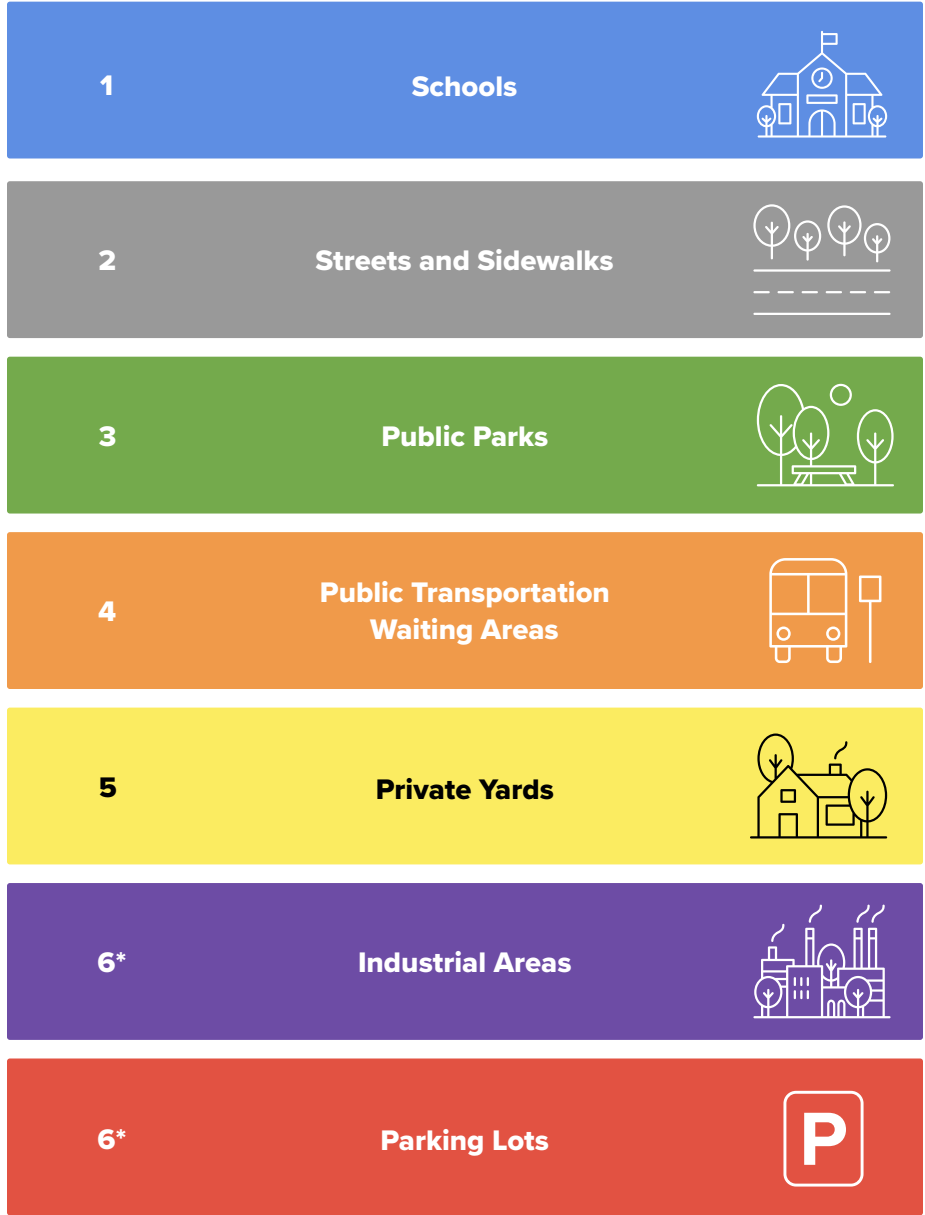 1 Schools
2 Streets and Sidewalks
3 Public Parks
4 Public Transportation
Waiting Areas
5 Private Yards
6* Industrial Areas
6* Parking Lots
P